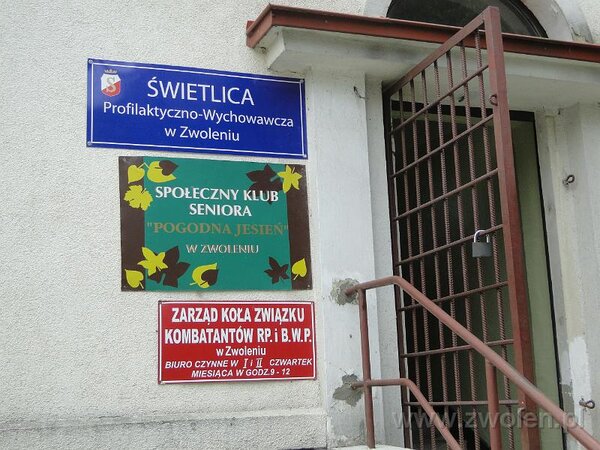 ŚWIETLICA
Profilaktyczno-Wychowawcza
w Zwoleniu
SPOŁECZNY KLUB
SENIORA
"POGODNA JESIEŃ"
W ZWOLENIU
ZARZĄD KOŁA ZWIĄZKU
KOMBATANTÓW RP. i B.W.P.
w Zwoleniu
BIURO CZYNNE W I i II CZWARTEK
MIESIĄCA W GODZ.9 - 12
www.zwolen.pl